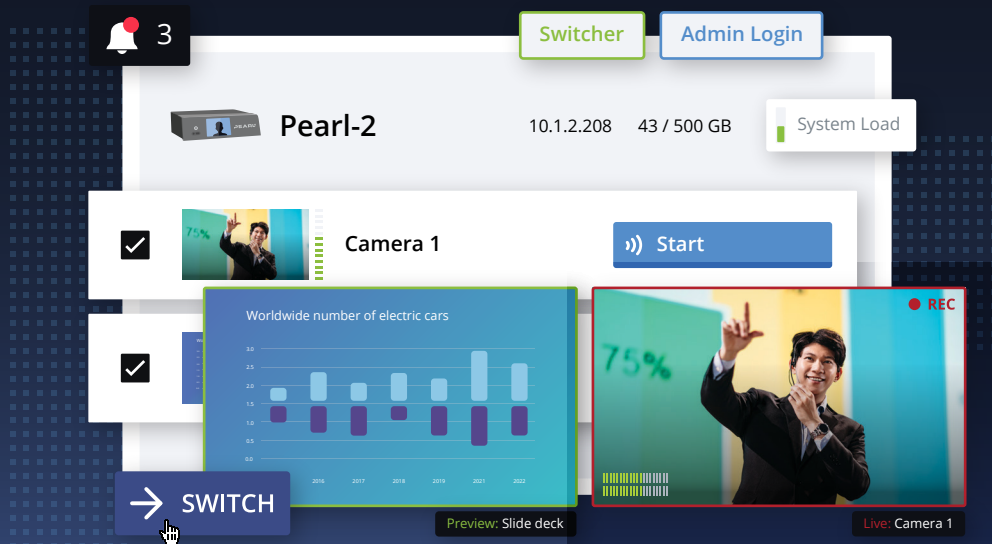 3
Switcher
Admin Login
PEARL
Pearl-2
10.1.2.208
43 / 500 GB
System Load
75%
Camera 1
Start
Worldwide number of electric cars
3.0
2.5
2.0
1.5
1.0
0.5
0.0
2016
2017
2018
2019
2021
2022
REC
75%
SWITCH
Preview: Slide deck
Live: Camera 1